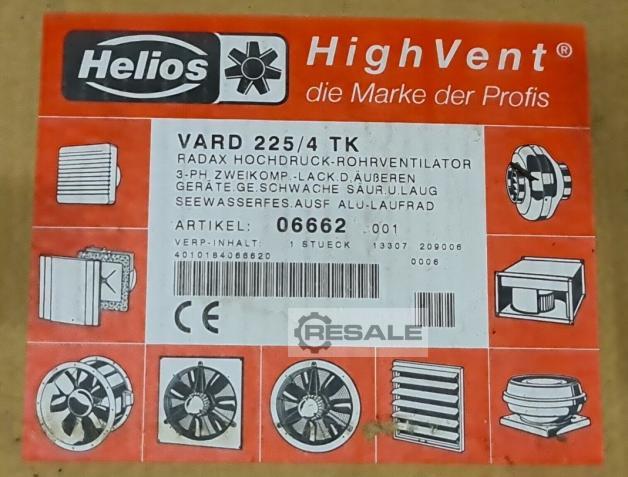 Helios
HighVent®
die Marke der Profis
VARD 225/4 TK
RADAX HOCHDRUCK-ROHRVENTILATOR
3-PH.ZWEIKOMP.-LACK.D.ÄUßEREN
GERÄTE.GE.SCHWACHE SÄUR.U.LAUG
SEEWASSERFES.AUSF ALU-LAUFRAD
ARTIKEL: 06662 .001
VERP-INHALT: 1 STUECK 13307 209006
4010184066620 0006
CE
RESALE